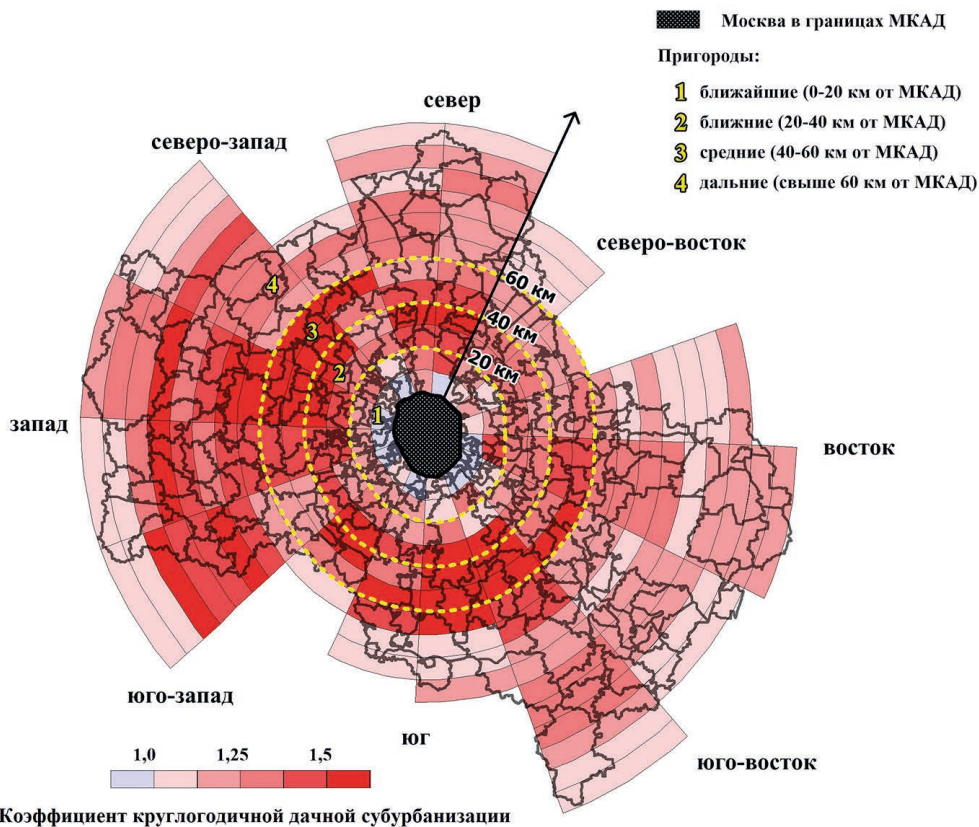 Москва в границах МКАД
Пригороды:
1 ближайшие (0-20 км от МКАД)
2 ближние (20-40 км от МКАД)
3 средние (40-60 км от МКАД)
4 дальние (свыше 60 км от МКАД)
север
северо-запад
северо-восток
60 км
40 км
20 км
4
3
2
1
запад
восток
юго-запад
юг
юго-восток
1,0 1,25 1,5
Коэффициент круглогодичной дачной субурбанизации